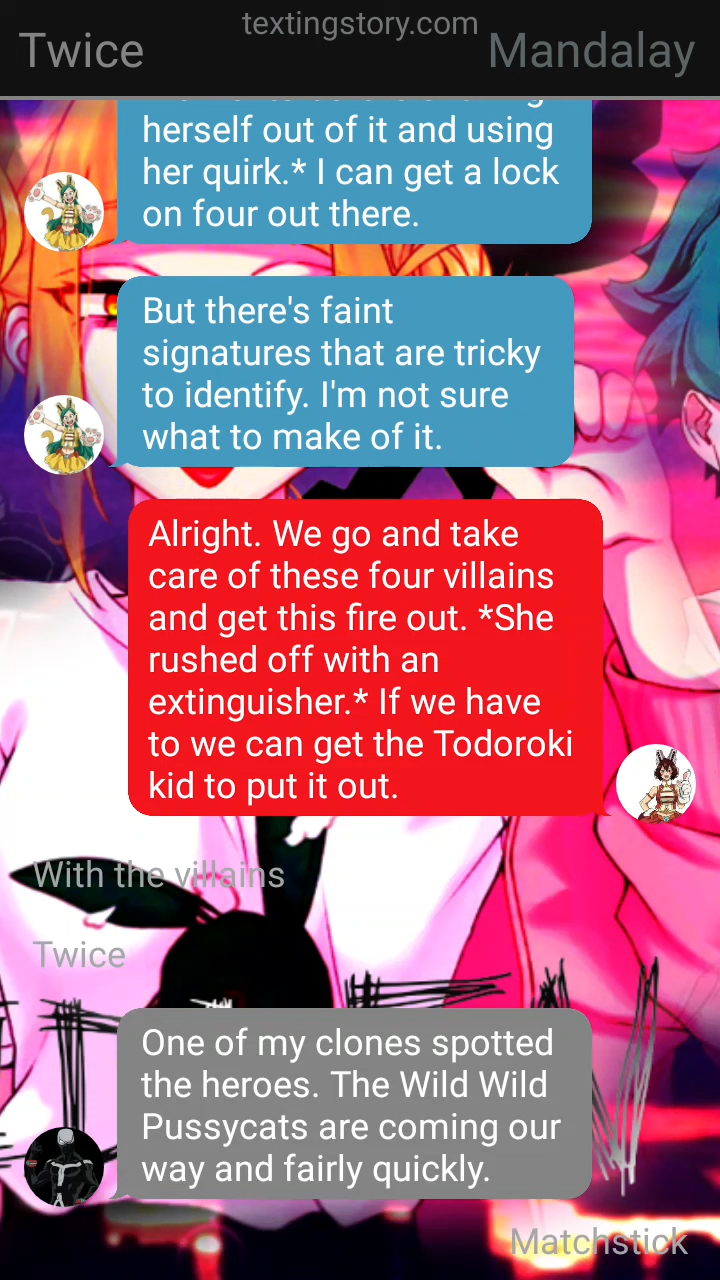 textingstory.com
Twice
Mandalay
herself out of it and using
her quirk.* I can get a lock
on four out there.
But there's faint
signatures that are tricky
to identify. I'm not sure
what to make of it.
Alright. We go and take
care of these four villains
and get this fire out. *She
rushed off with an
extinguisher.* If we have
to we can get the Todoroki
kid to put it out.
With the villains
Twice
One of my clones spotted
the heroes. The Wild Wild
Pussycats are coming our
way and fairly quickly.
Matchstick